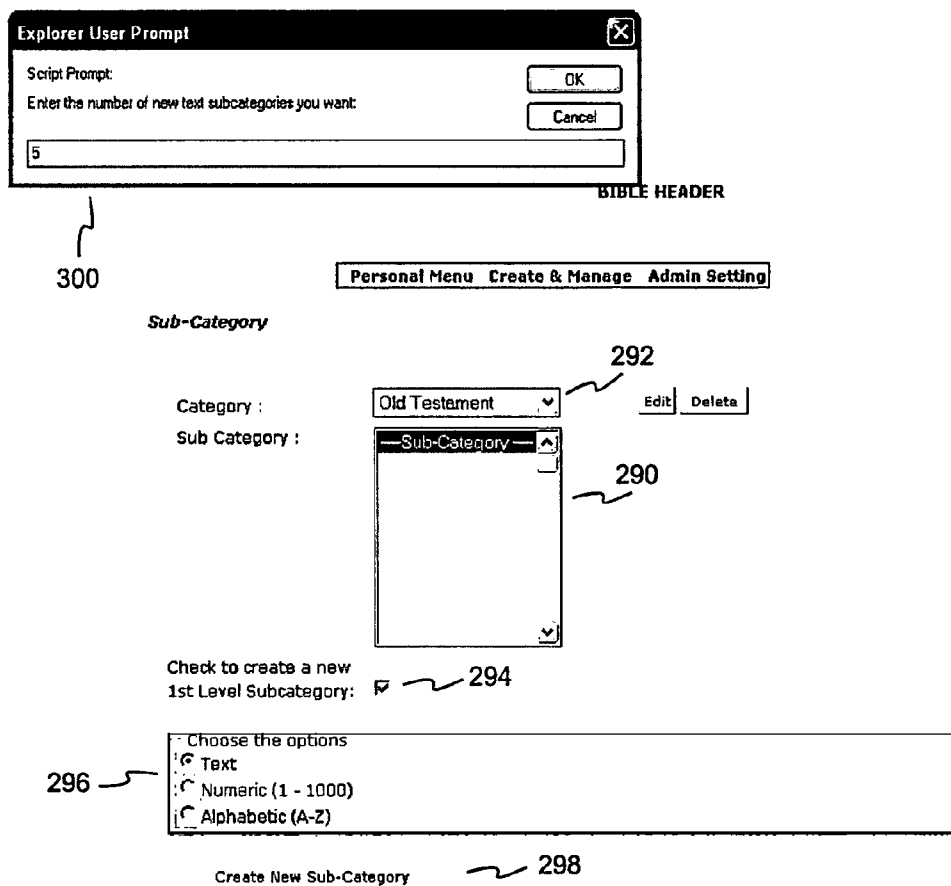 Explorer User Prompt
Script Prompt:
OK
Enter the number of new text subcategories you want:
Cancel
5
BIBLE HEADER
300
Personal Menu Create & Manage Admin Setting
Sub-Category
292
Category :
Old Testament
Edit Delete
Sub Category :
—Sub-Category—
290
Check to create a new
1st Level Subcategory:
294
Choose the options
296
Text
Numeric (1 - 1000)
Alphabetic (A-Z)
Create New Sub-Category
298